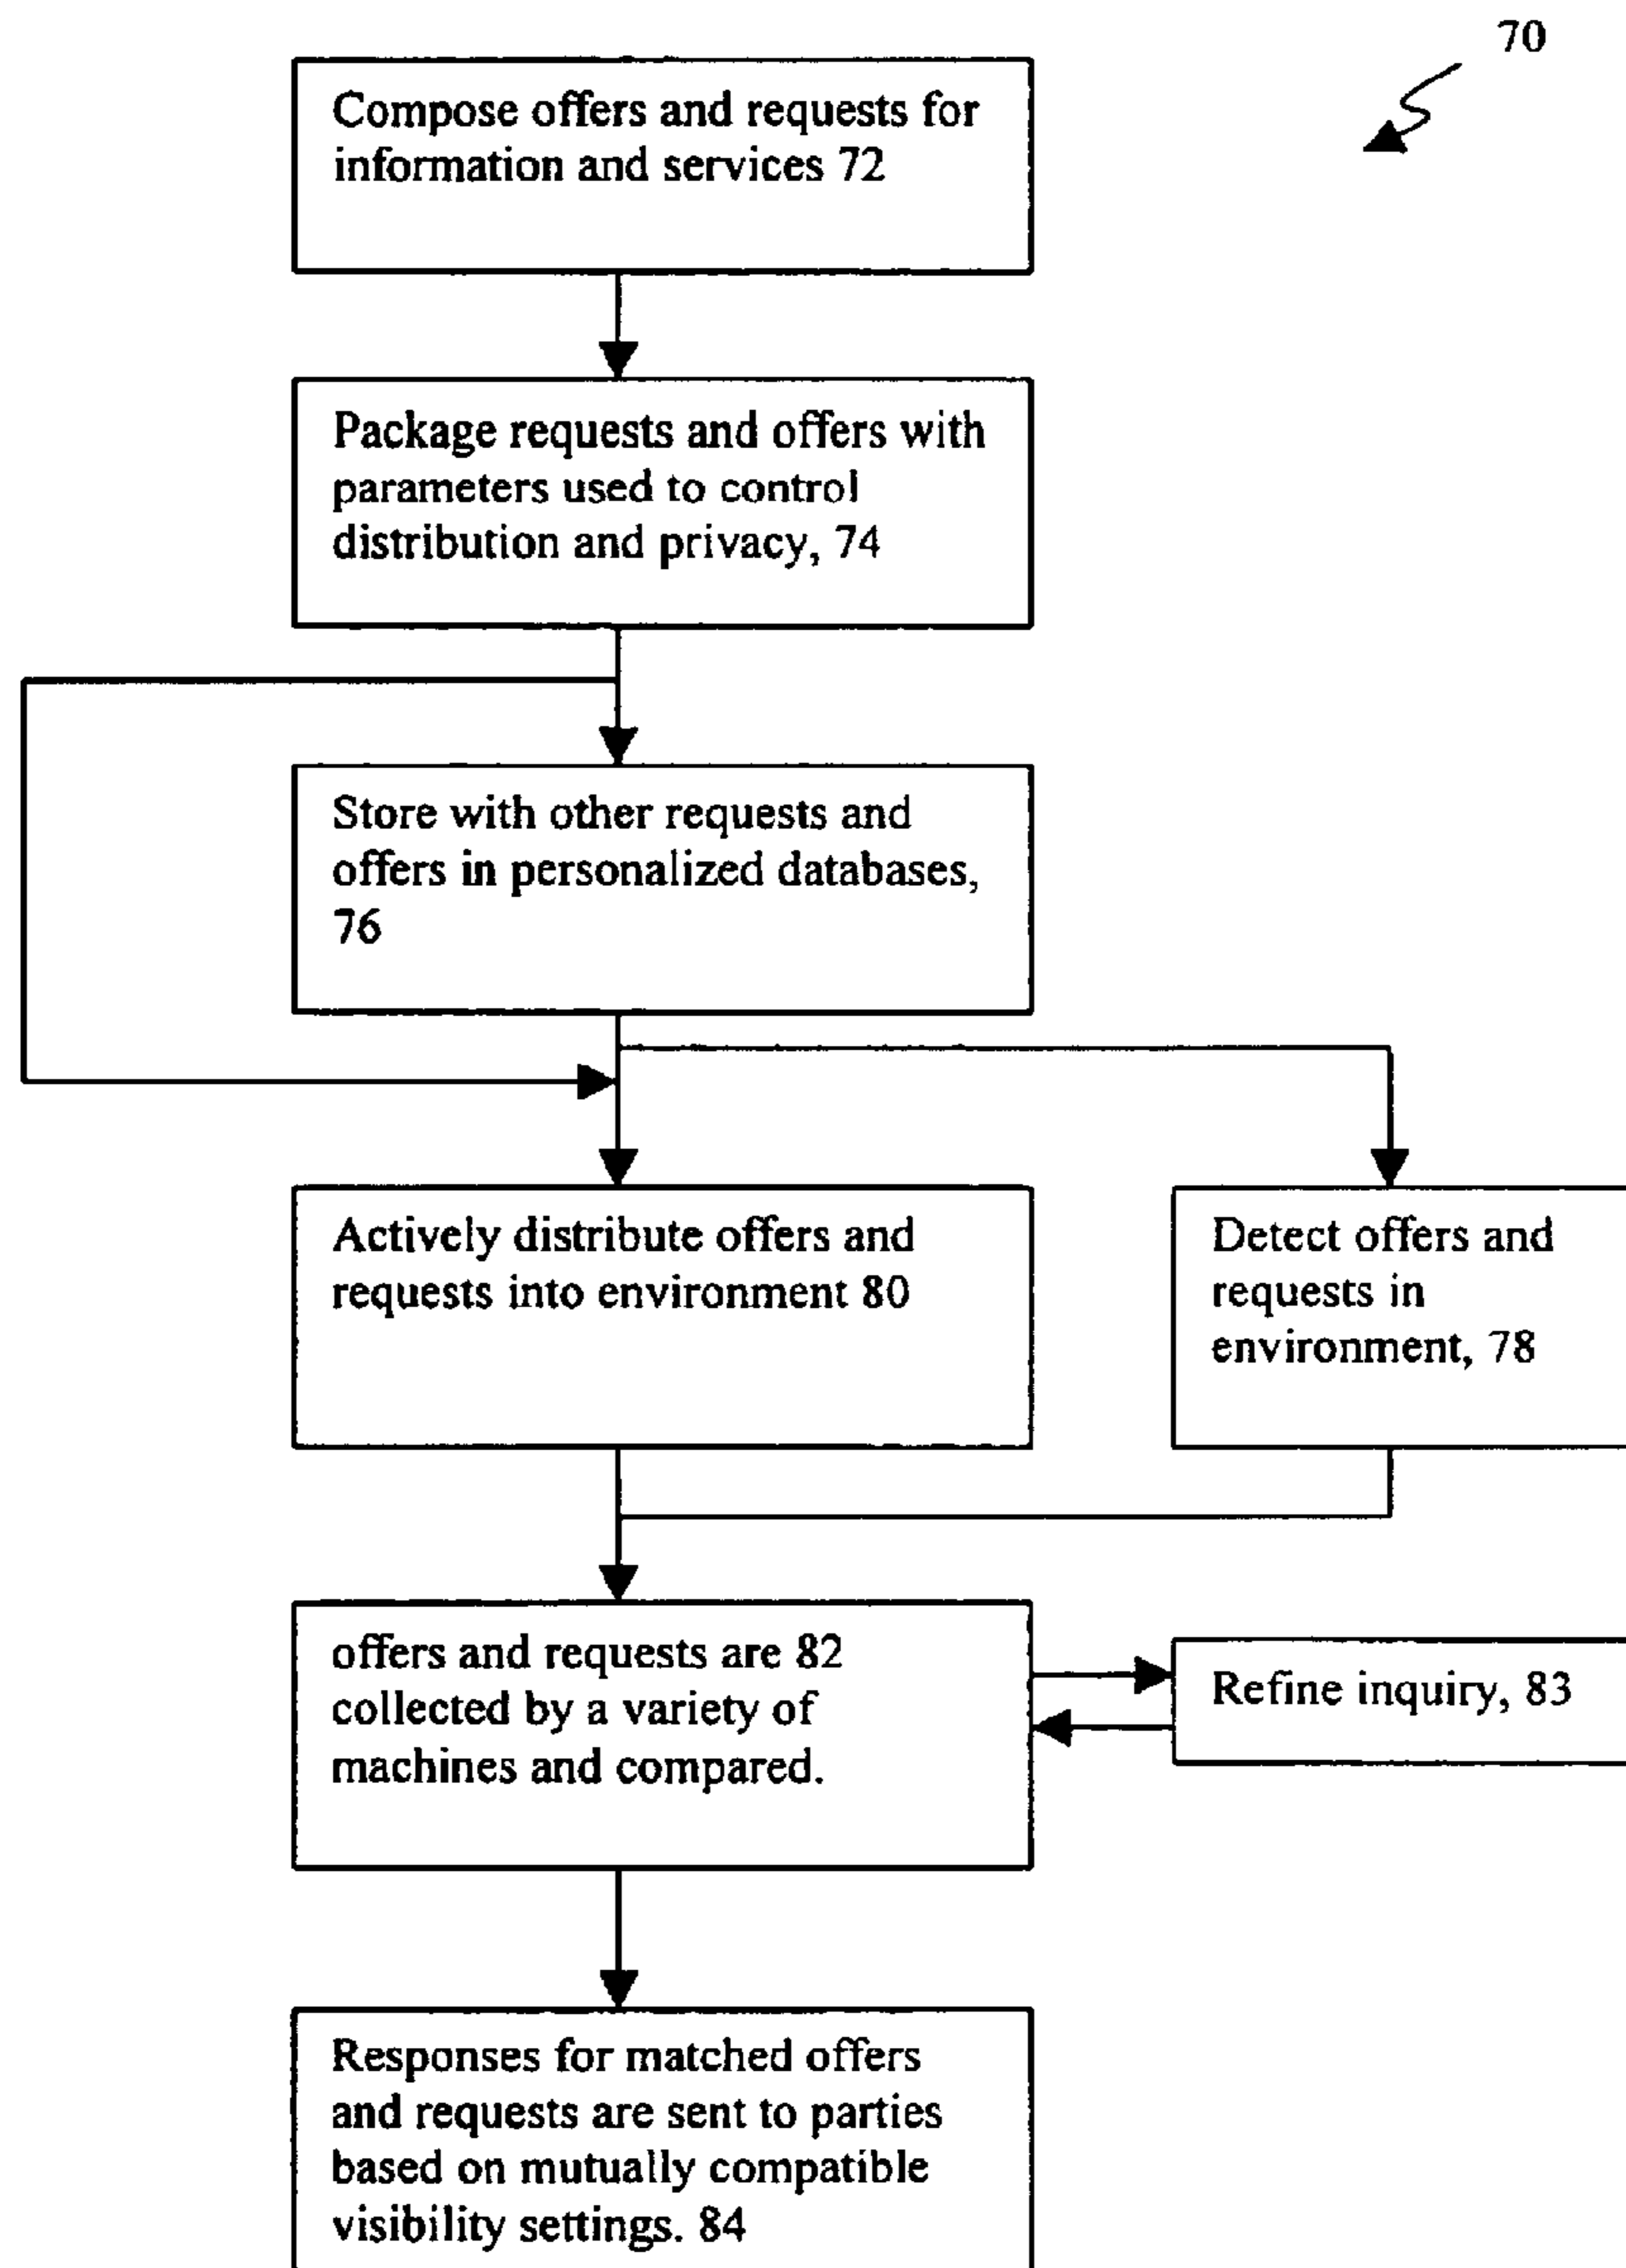 70
Compose offers and requests for
information and services 72
Package requests and offers with
parameters used to control
distribution and privacy, 74
Store with other requests and
offers in personalized databases,
76
Actively distribute offers and
requests into environment 80
Detect offers and
requests in
environment, 78
offers and requests are 82
collected by a variety of
machines and compared.
Refine inquiry, 83
Responses for matched offers
and requests are sent to parties
based on mutually compatible
visibility settings. 84